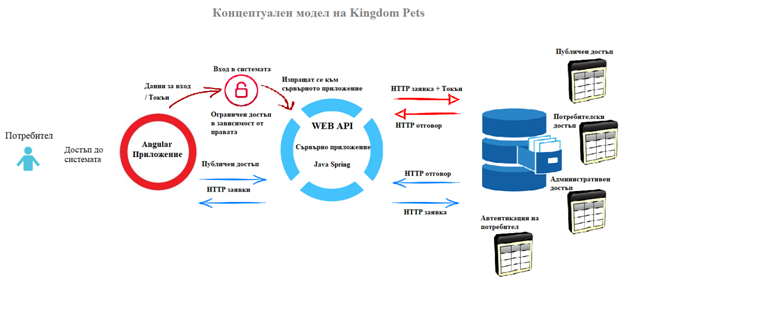 Концептуален модел на Kingdom Pets
Публичен достъп
Вход в системата
Данни за вход
/ Токън
Изпращат се към
сървърното приложение
HTTP заявка + Токън
Ограничен достъп
в зависимост от
правата
HTTP отговор
Потребителски
достъп
Потребител
Достъп до
системата
Angular
Приложение
WEB API
Сървърно приложение
Java Spring
Публичен достъп
HTTP заявки
HTTP отговор
HTTP заявка
Административен
достъп
Автентикация на
потребител